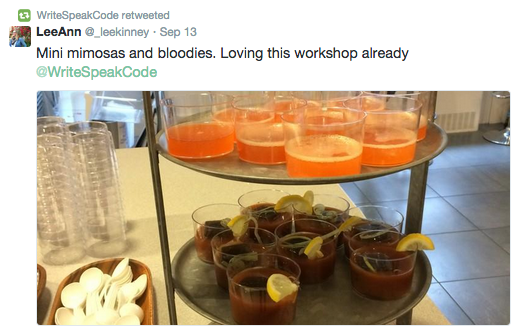 WriteSpeakCode retweeted
LeeAnn @_leekinney · Sep 13
Mini mimosas and bloodies. Loving this workshop already
@WriteSpeakCode